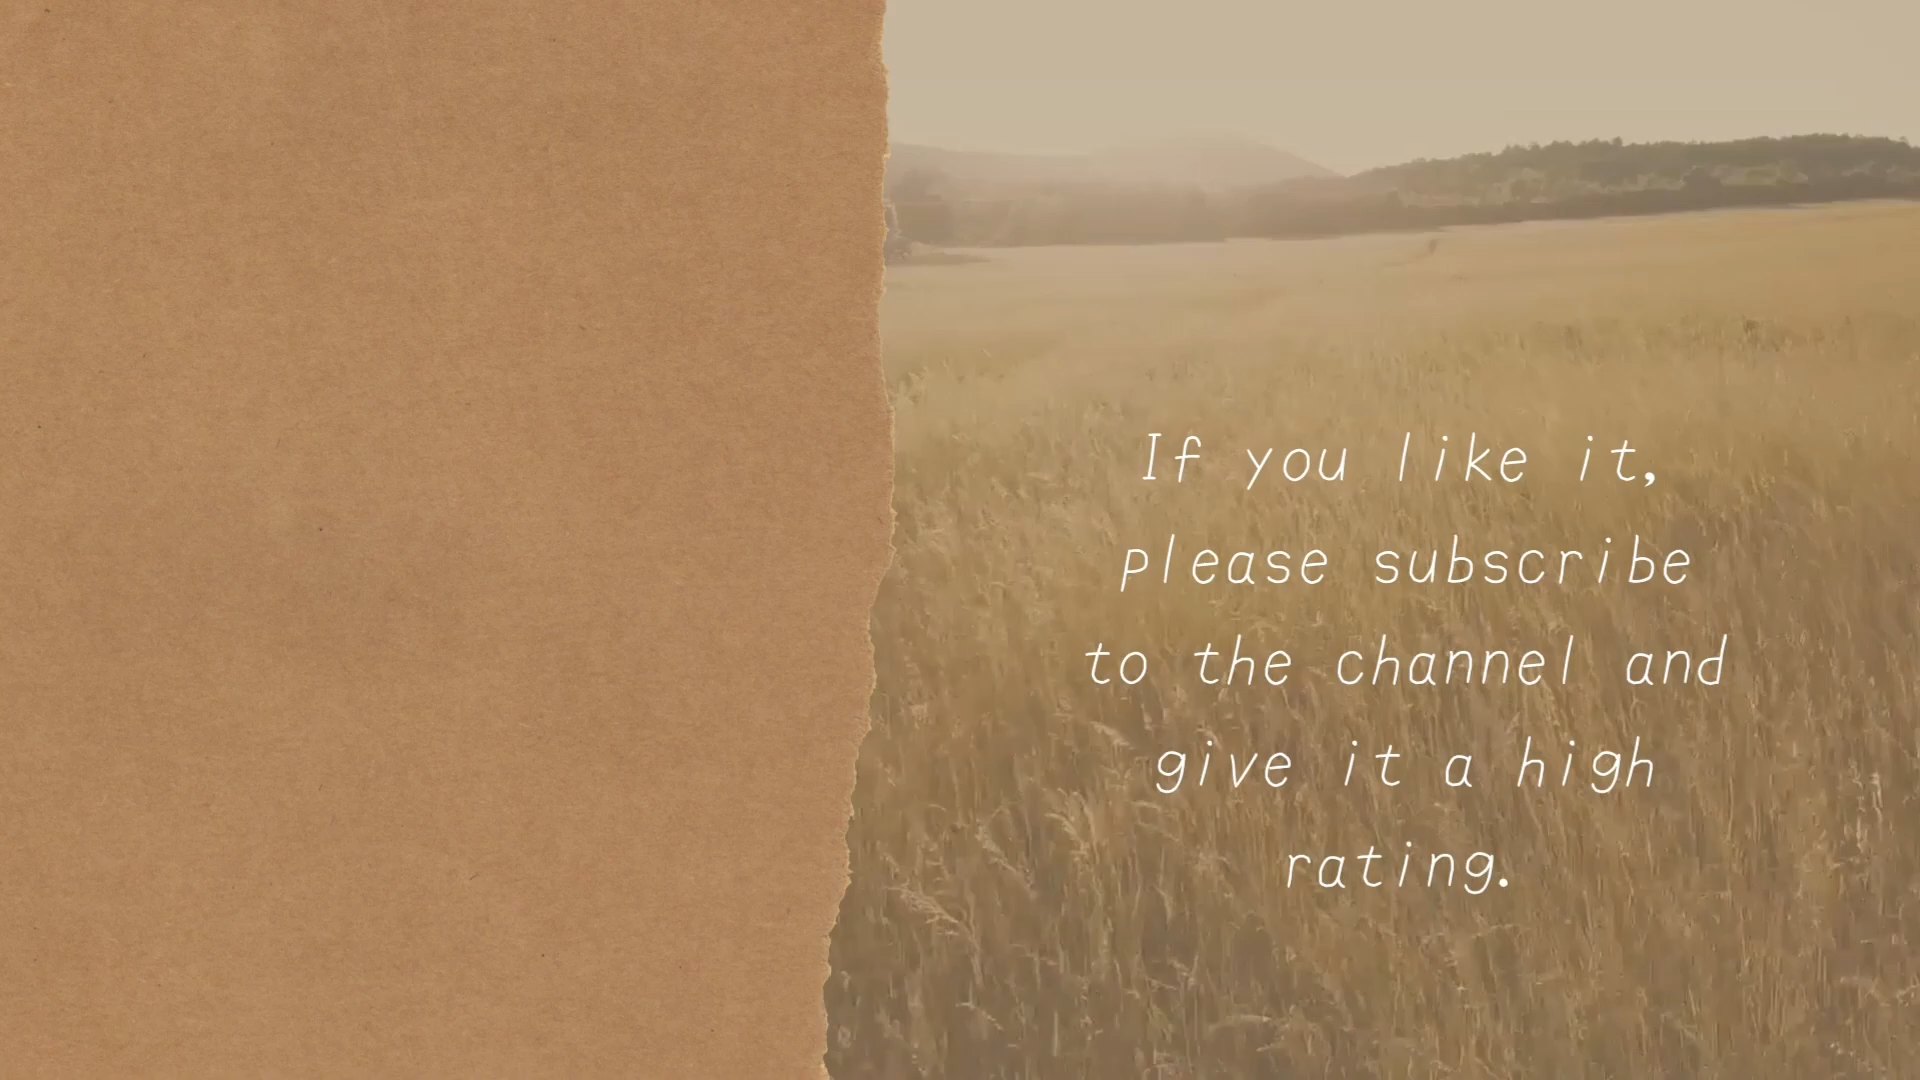 If you like it,
please subscribe
to the channel and
give it a high
rating.